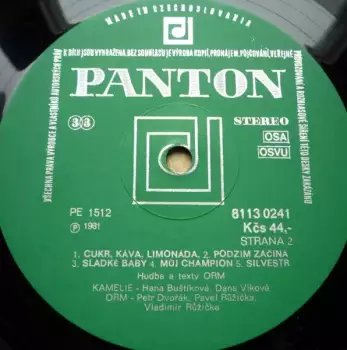 MADE IN CZECHOSLOVAKIA
K DÍLU JSOU VYHRAZENA. BEZ SOUHLASU JE VÝROBA KOPIÍ, PRONÁJEM, PŮJČOVÁNÍ, VEŘEJNÉ
VŠECHNA PRÁVA VÝROBCE A VLASTNÍKŮ AUTORSKÝCH PRÁV
PROVOZOVÁNÍ A ROZHLASOVÉ ŠÍŘENÍ TÉTO DESKY ZAKÁZÁNO
PANTON
33
STEREO
OSA
OSVU
PE 1512
℗ 1981
8113 0241
Kčs 44,-
STRANA 2
1. CUKR, KÁVA, LIMONÁDA, 2. PODZIM ZAČÍNÁ
3. SLADKÉ BABY 4. MŮJ CHAMPION 5. SILVESTR
Hudba a texty ORM
KAMELIE - Hana Buštíková, Dana Vlková
ORM - Petr Dvořák, Pavel Růžička,
Vladimír Růžička